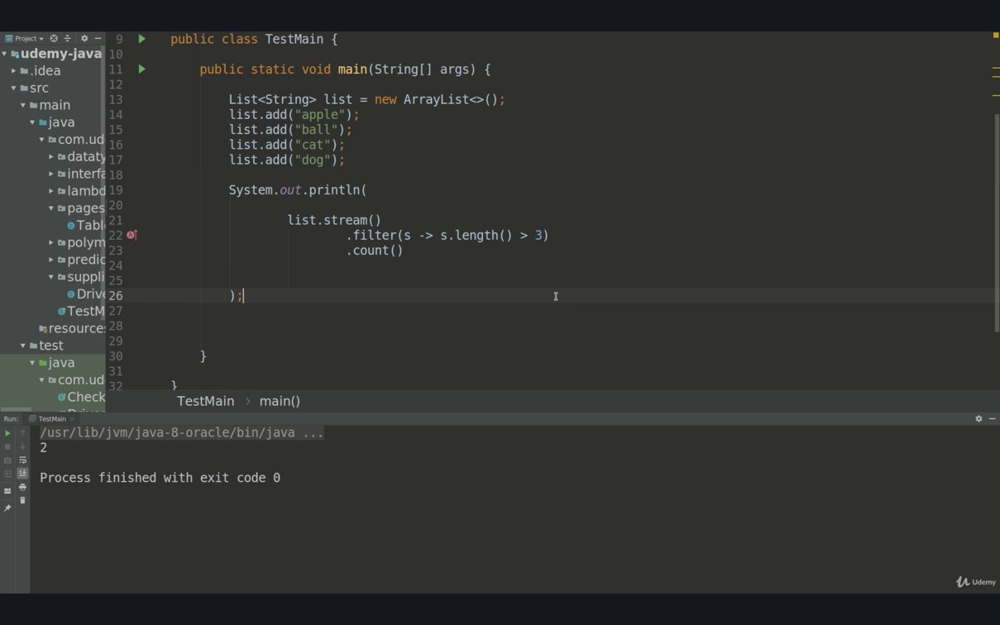 Project
udemy-java
.idea
src
main
java
com.ud
dataty
interfa
lambd
pages
Tabl
polym
predic
suppli
Drive
TestM
resource
test
java
com.ud
Check
9 public class TestMain {
10
11 public static void main(String[] args) {
12
13 List<String> list = new ArrayList<>();
14 list.add("apple");
15 list.add("ball");
16 list.add("cat");
17 list.add("dog");
18
19 System.out.println(
20
21 list.stream()
22 .filter(s -> s.length() > 3)
23 .count()
24
25
26 );
27
28
29
30 }
31
32 }
TestMain > main()
Run: TestMain
/usr/lib/jvm/java-8-oracle/bin/java ...
2
Process finished with exit code 0
Udemy